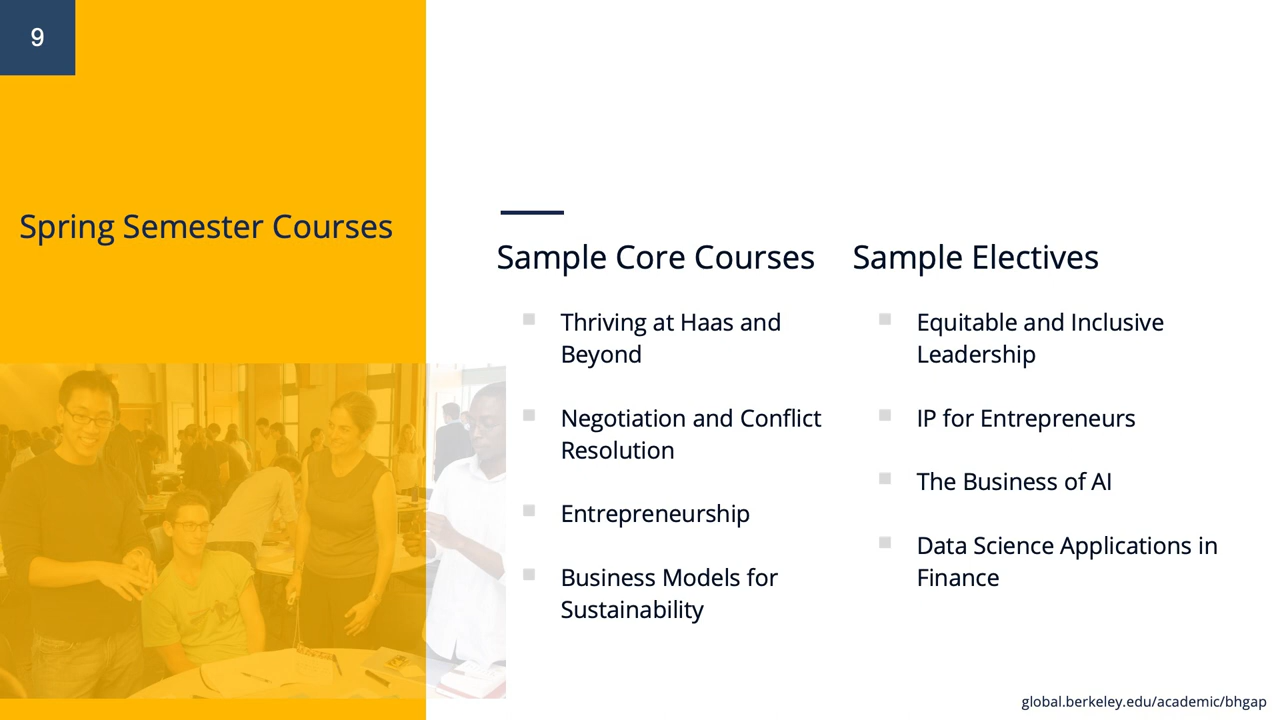 9
Spring Semester Courses
Sample Core Courses
Thriving at Haas and
Beyond
Negotiation and Conflict
Resolution
Entrepreneurship
Business Models for
Sustainability
Sample Electives
Equitable and Inclusive
Leadership
IP for Entrepreneurs
The Business of AI
Data Science Applications in
Finance
global.berkeley.edu/academic/bhgap